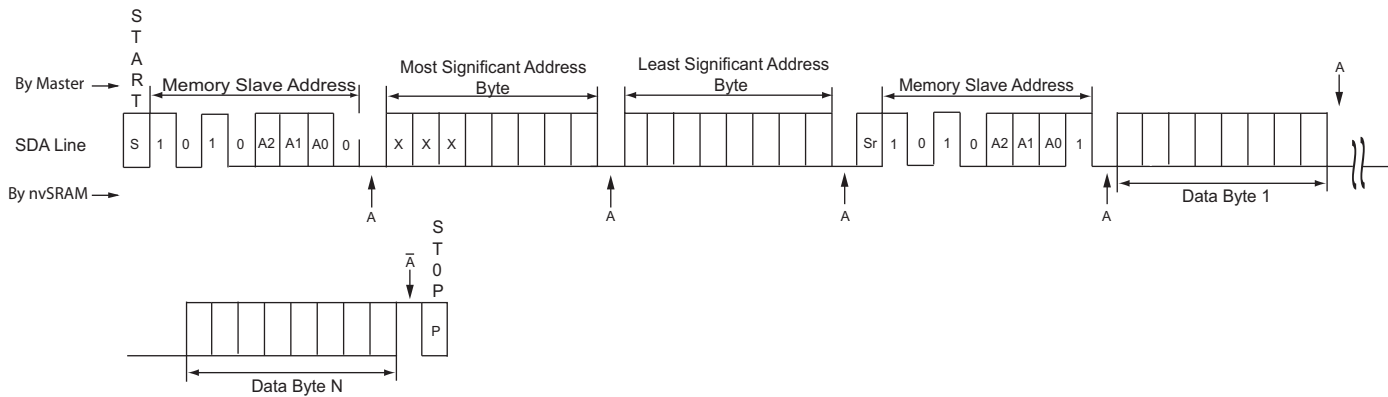 START
By Master
Memory Slave Address
Most Significant Address
Byte
Least Significant Address
Byte
Memory Slave Address
A
SDA Line
S 1 0 1 0 A2 A1 A0 0 X X X Sr 1 0 1 0 A2 A1 A0 1
By nvSRAM
A A A A
Data Byte 1
ST0P
A̅
P
Data Byte N